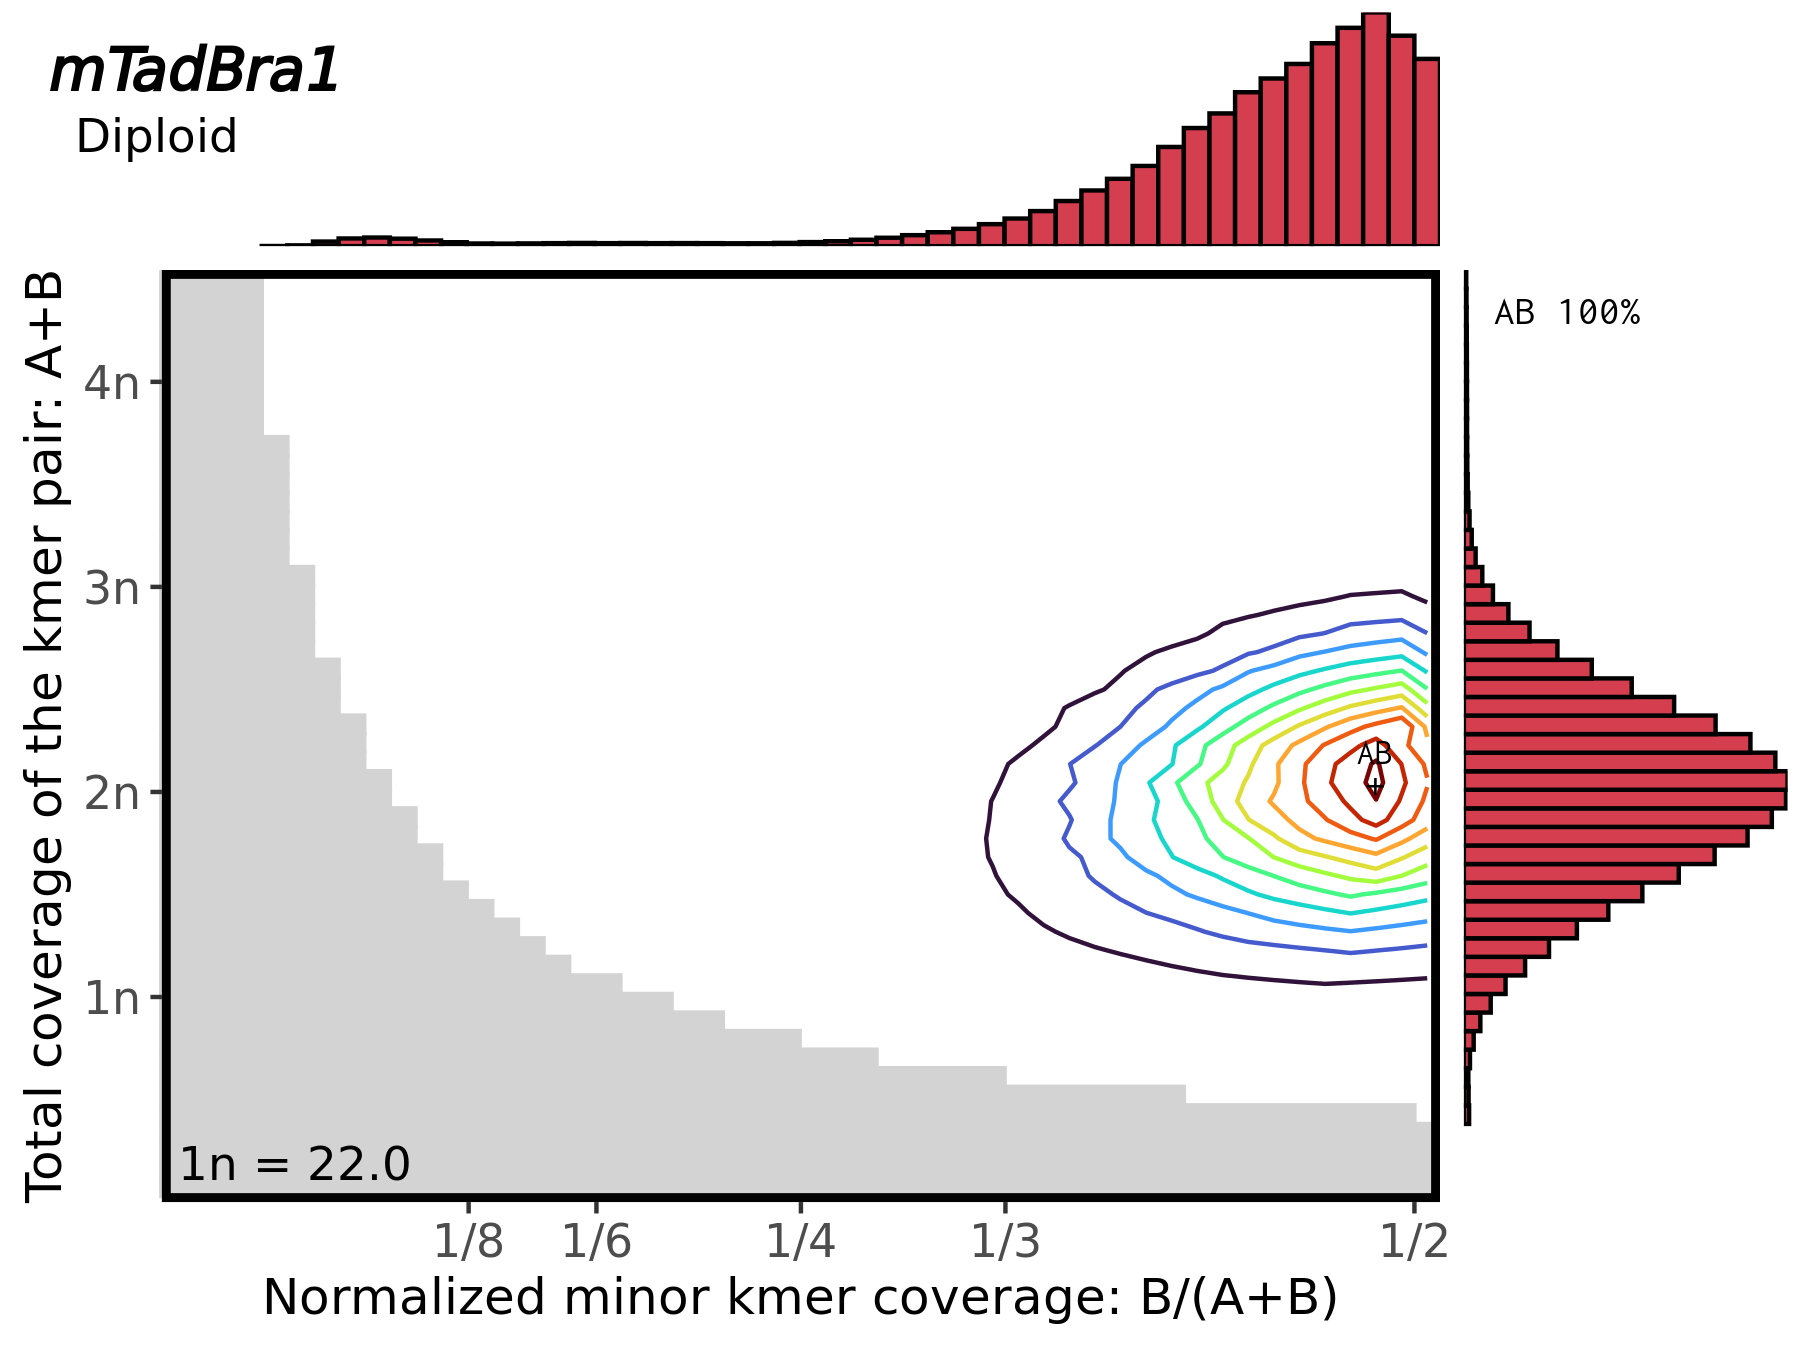 mTadBra1
Diploid
AB 100%
Total coverage of the kmer pair: A+B
4n
3n
2n
1n
AB
1n = 22.0
1/8 1/6 1/4 1/3 1/2
Normalized minor kmer coverage: B/(A+B)